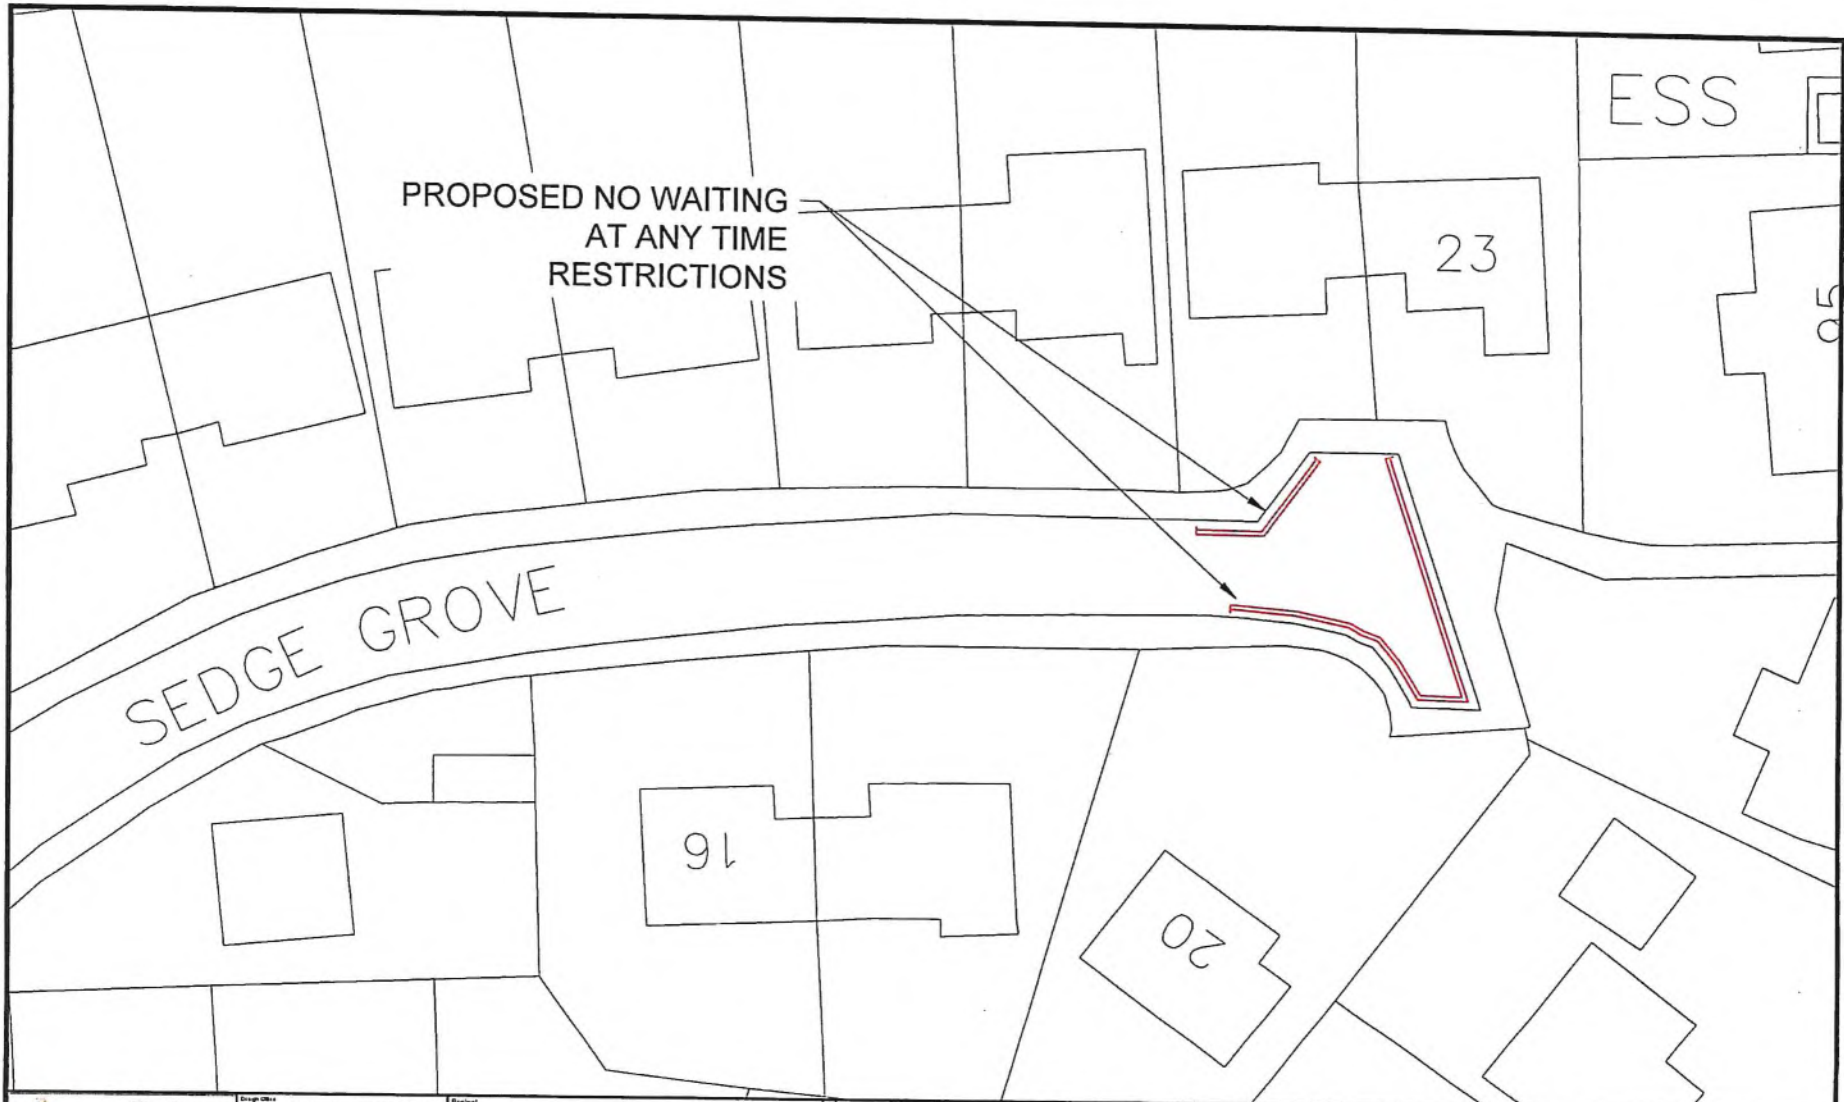 ESS
PROPOSED NO WAITING
AT ANY TIME
RESTRICTIONS
23
SEDGE GROVE
16
20